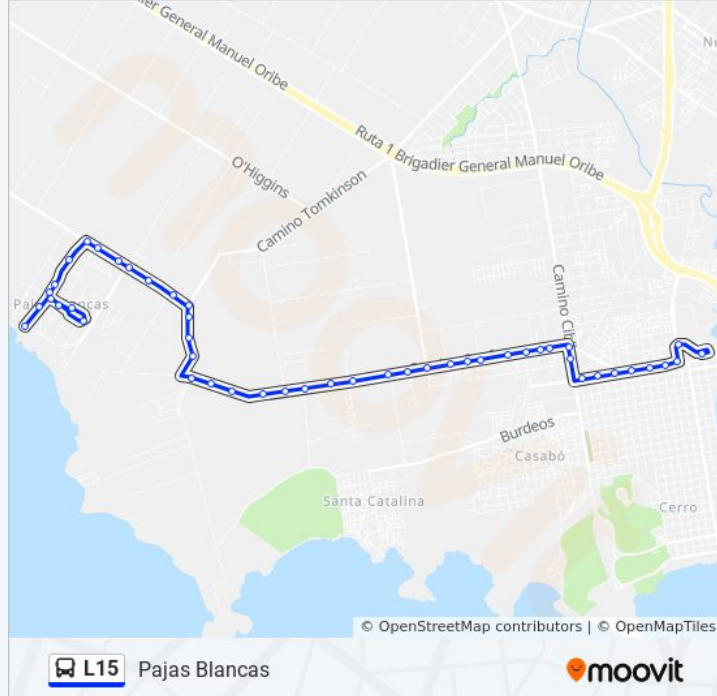 ier General Manuel Oribe
Ruta 1 Brigadier General Manuel Oribe
O'Higgins
Camino Tomkinson
Camino Cib
Burdeos
Casabó
Santa Catalina
Cerro
© OpenStreetMap contributors | © OpenMapTiles
L15 Pajas Blancas
moovit